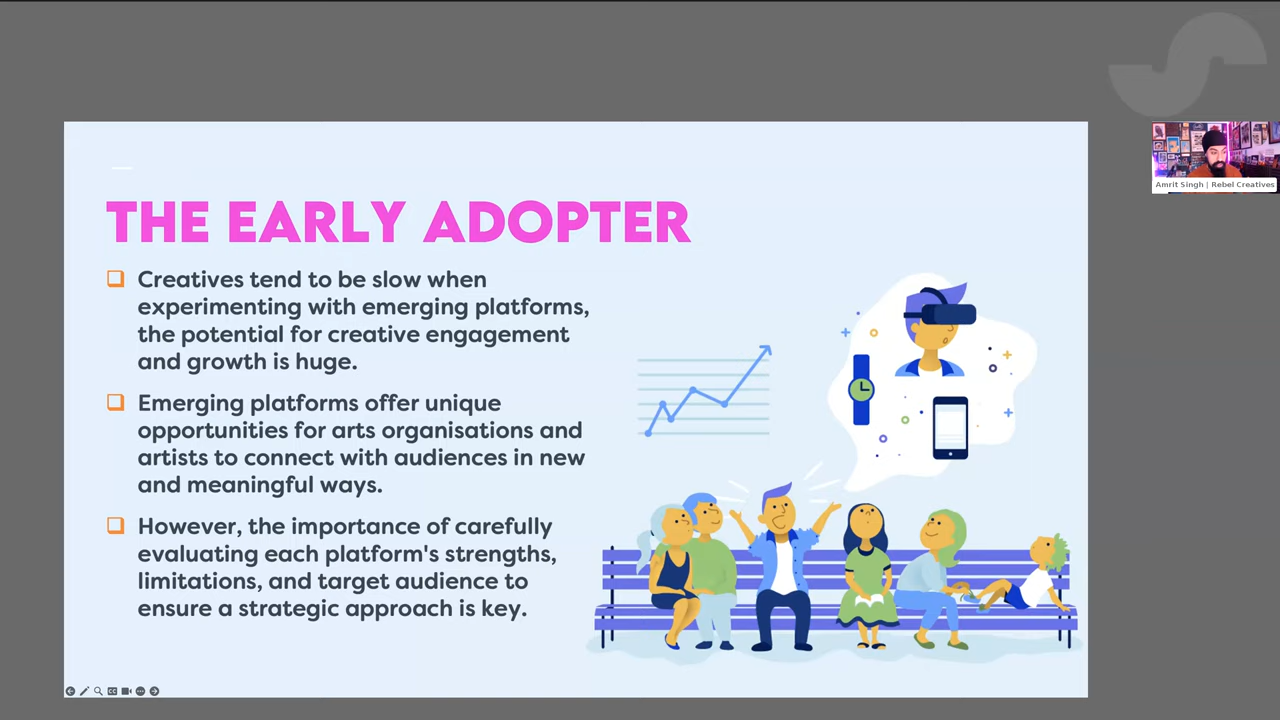 THE EARLY ADOPTER
Creatives tend to be slow when
experimenting with emerging platforms,
the potential for creative engagement
and growth is huge.
Emerging platforms offer unique
opportunities for arts organisations and
artists to connect with audiences in new
and meaningful ways.
However, the importance of carefully
evaluating each platform's strengths,
limitations, and target audience to
ensure a strategic approach is key.
Amrit Singh | Rebel Creatives